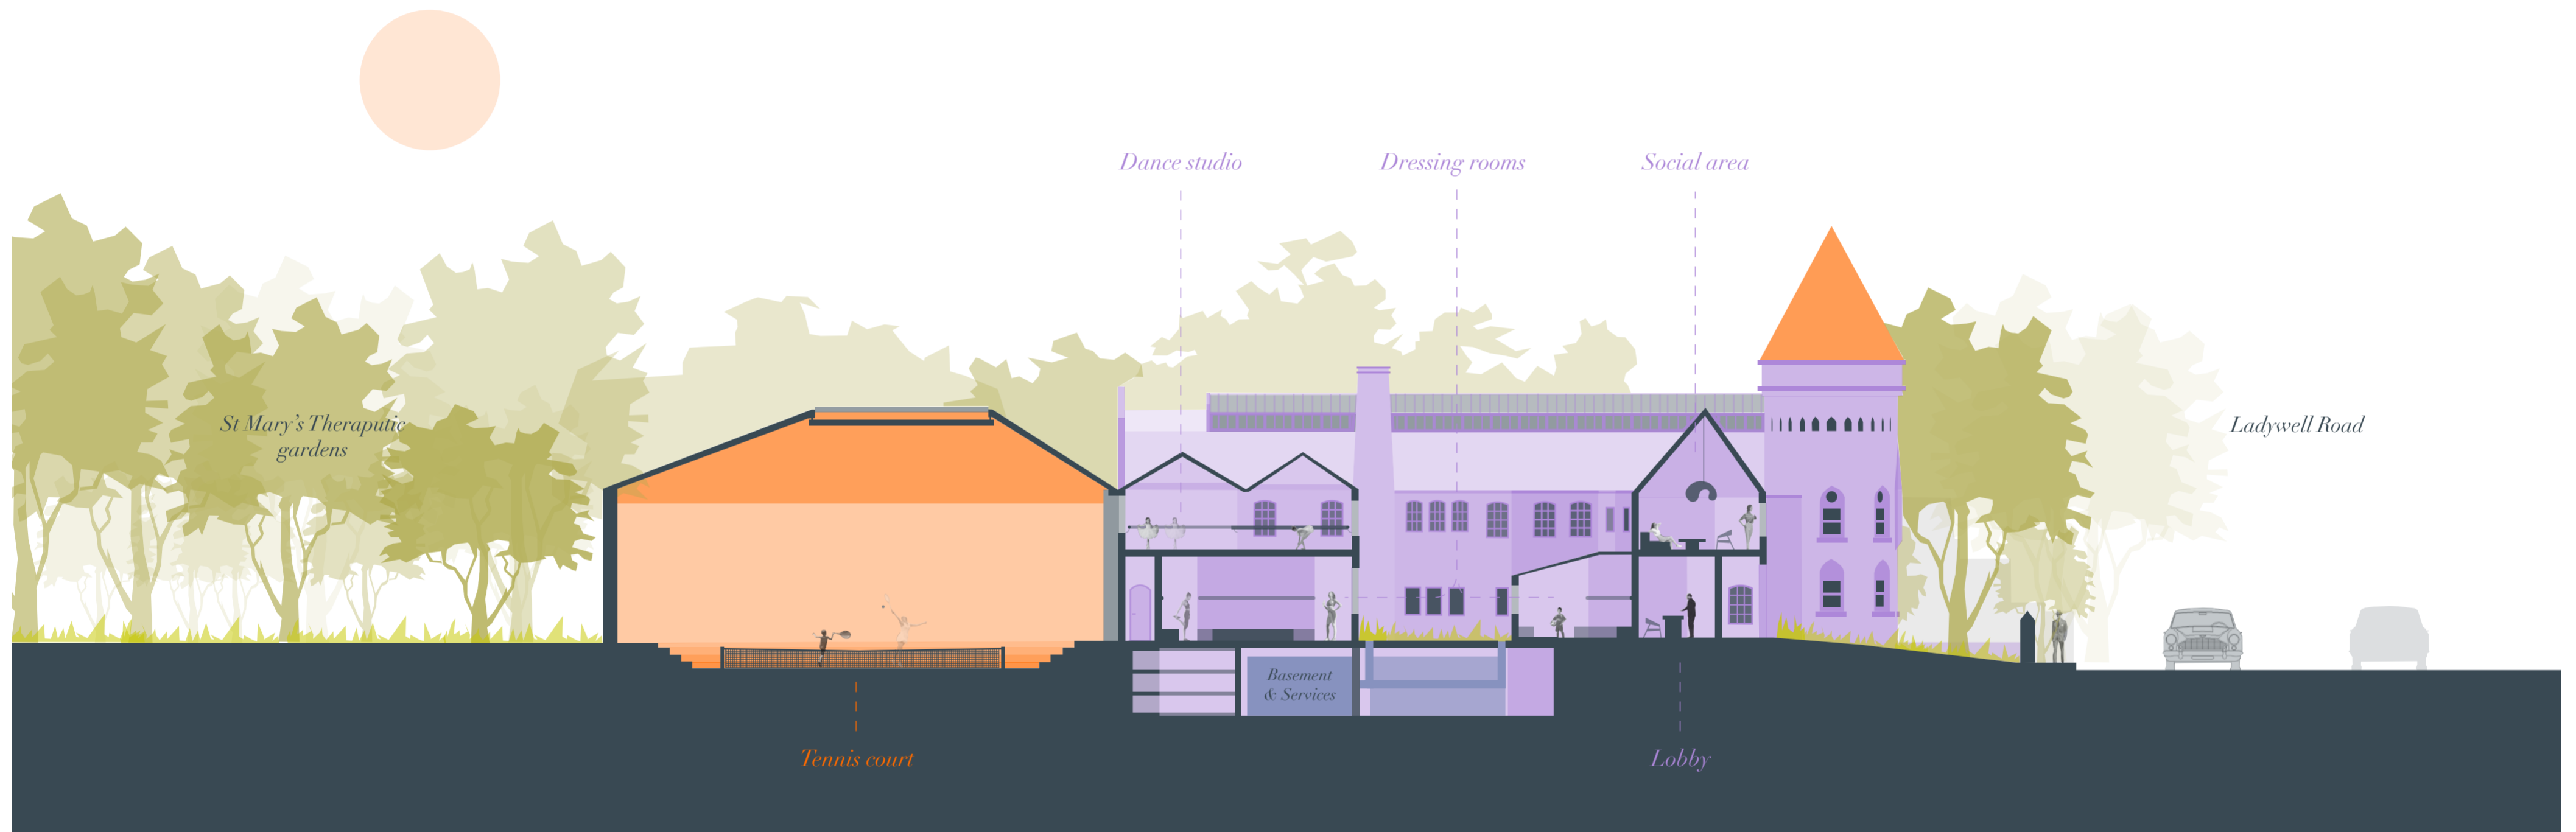 Dance studio
Dressing rooms
Social area
St Mary's Theraputic
gardens
Ladywell Road
Basement
& Services
Tennis court
Lobby